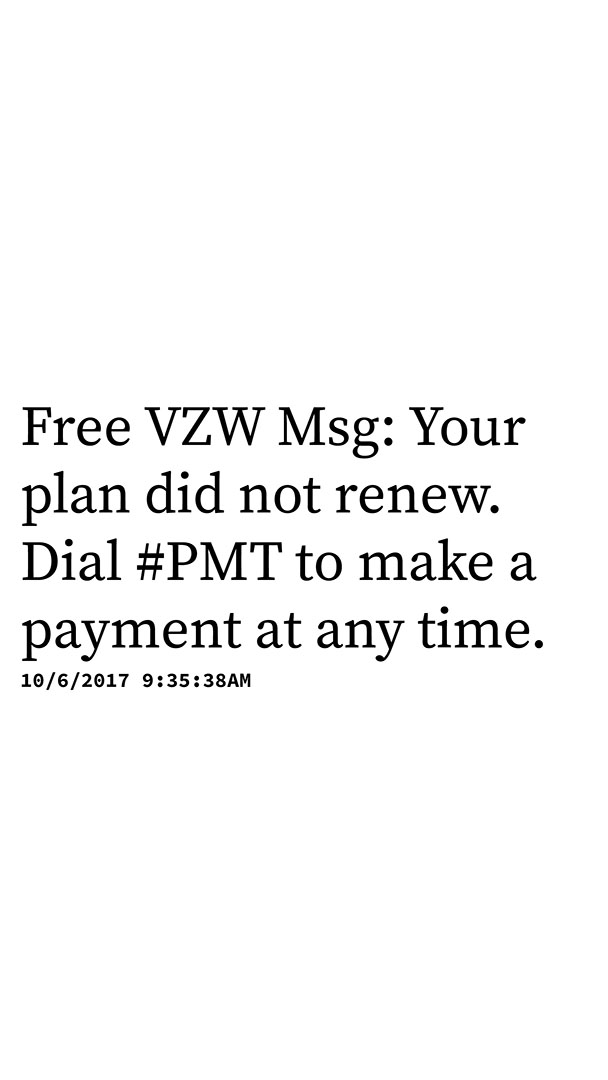 Free VZW Msg: Your
plan did not renew.
Dial #PMT to make a
payment at any time.
10/6/2017 9:35:38AM